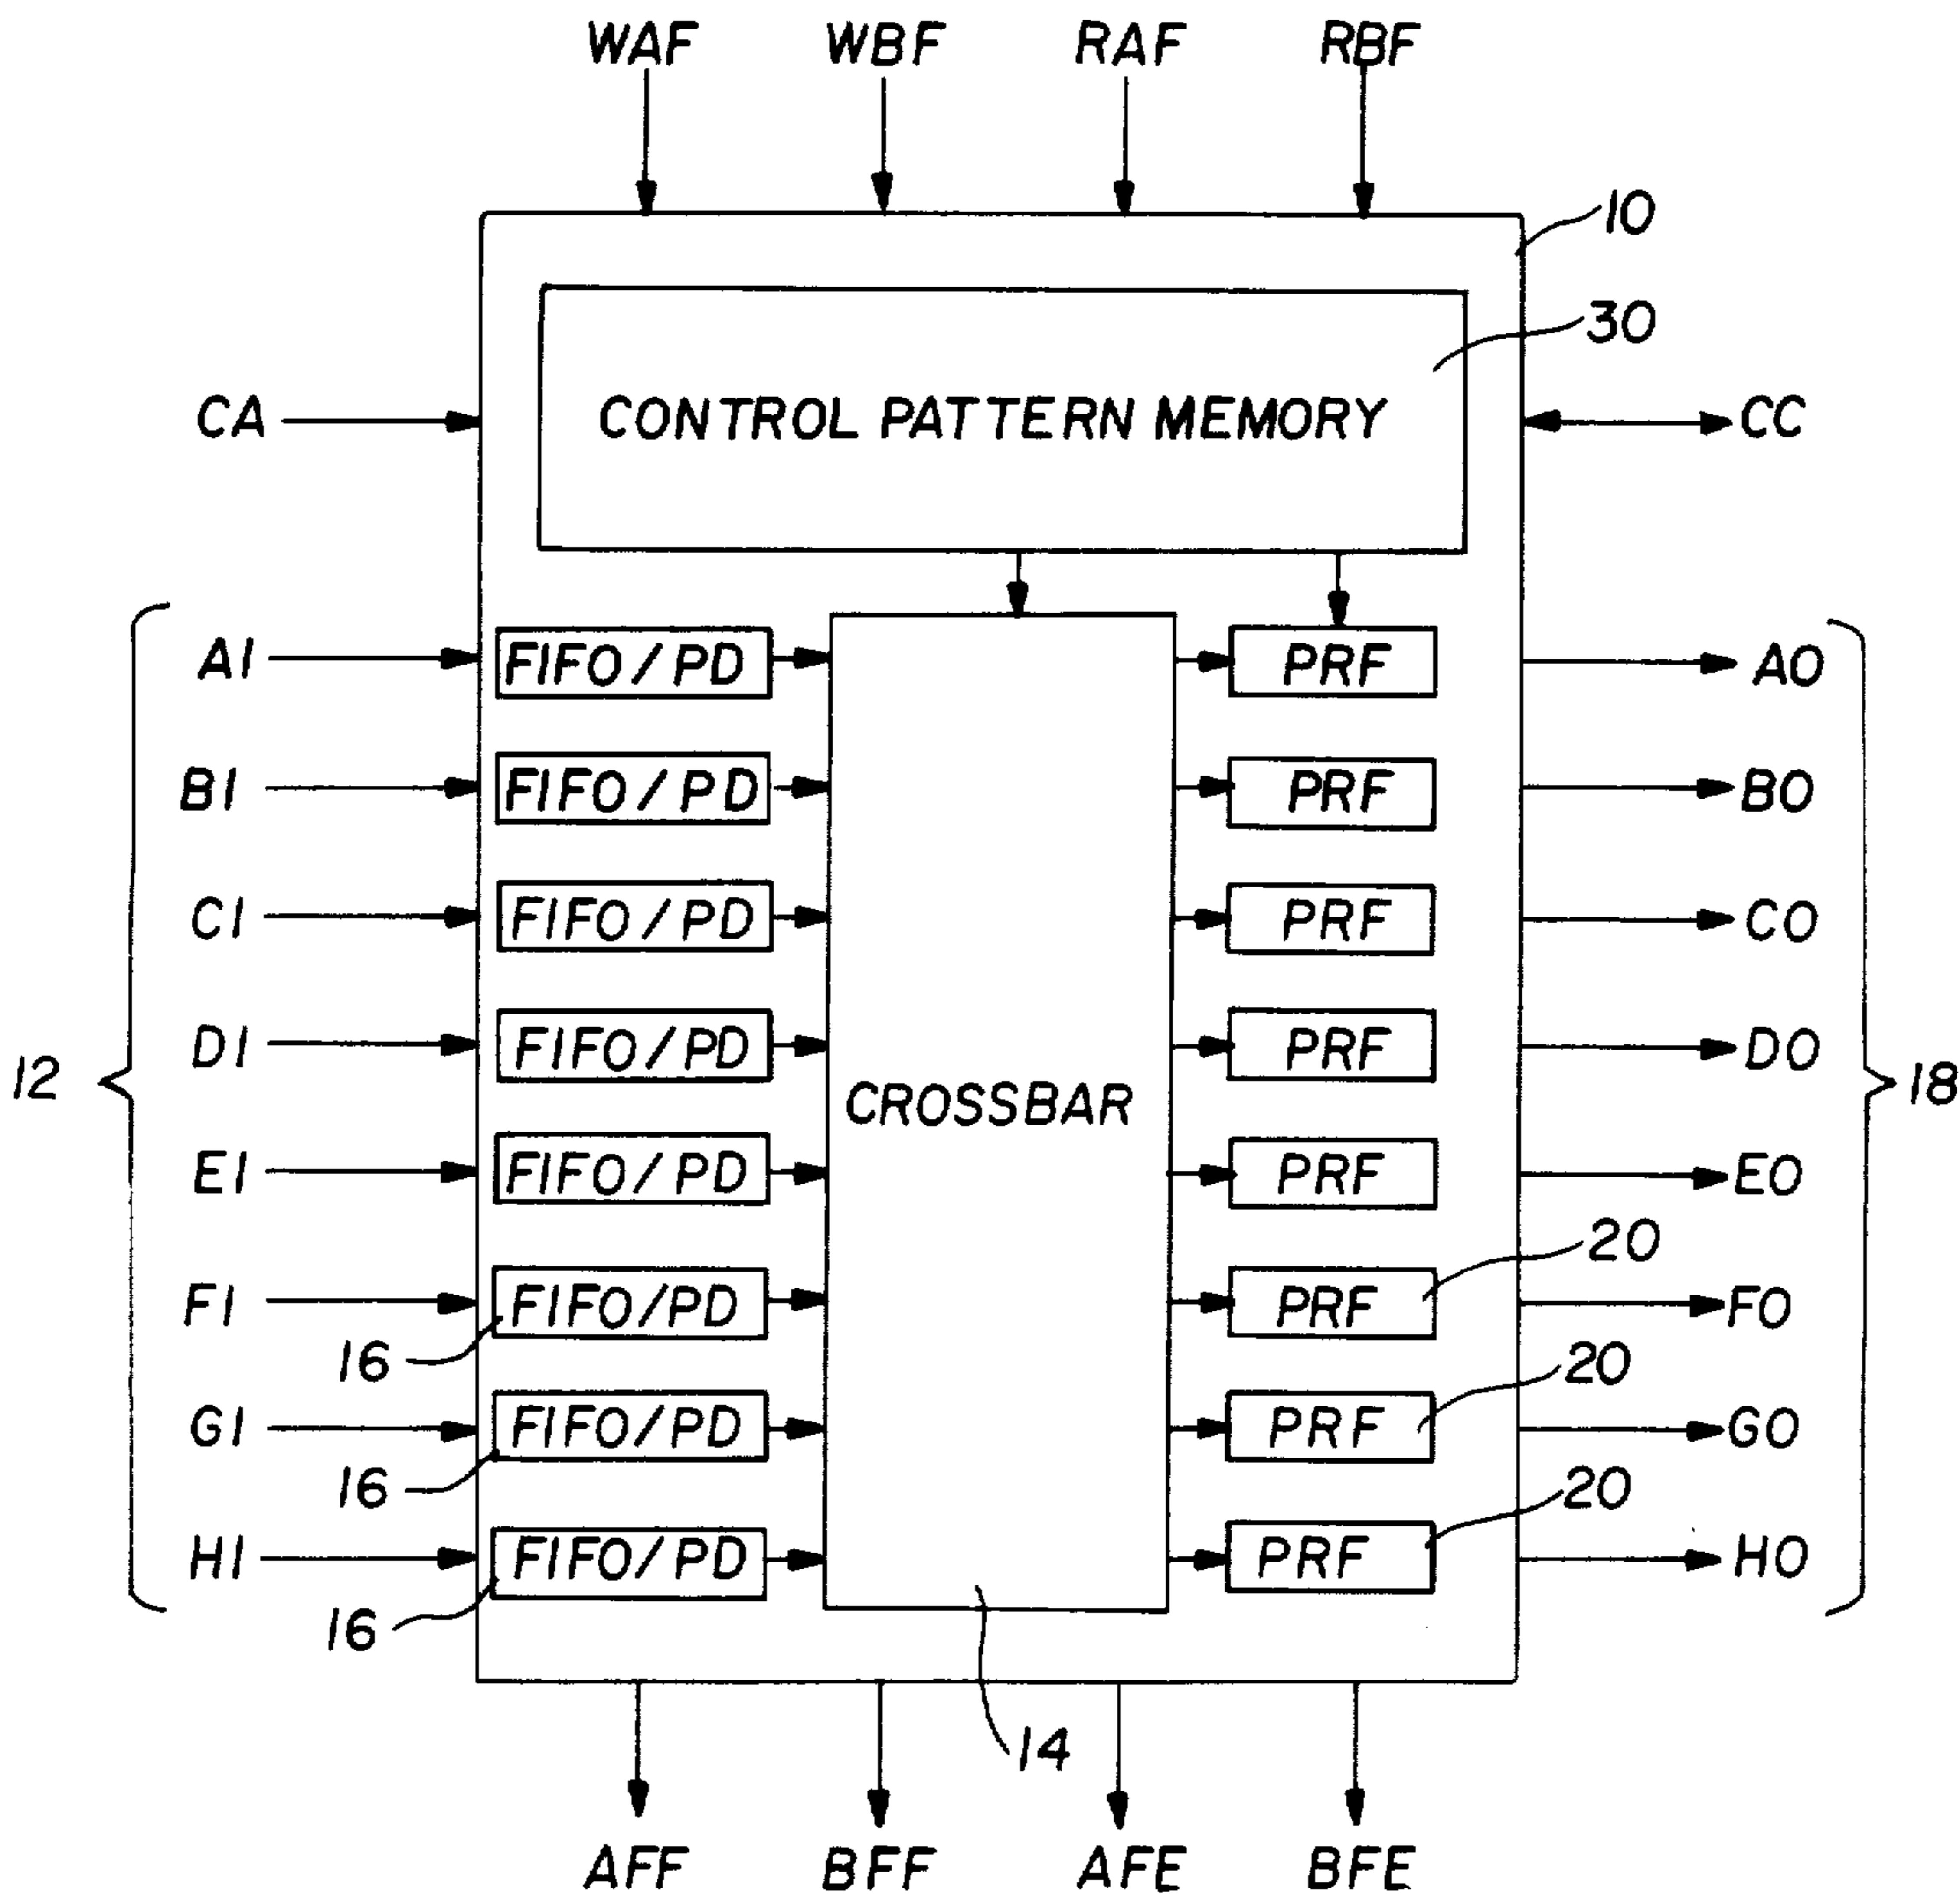 WAF WBF RAF RBF
10
30
CONTROL PATTERN MEMORY
CA CC
AI FIFO/PD PRF AO
BI FIFO/PD PRF BO
CI FIFO/PD PRF CO
DI FIFO/PD PRF DO
12 18
CROSSBAR
EI FIFO/PD PRF EO
20
FI FIFO/PD PRF FO
16 20
GI FIFO/PD PRF GO
16 20
HI FIFO/PD PRF HO
16
14
AFF BFF AFE BFE